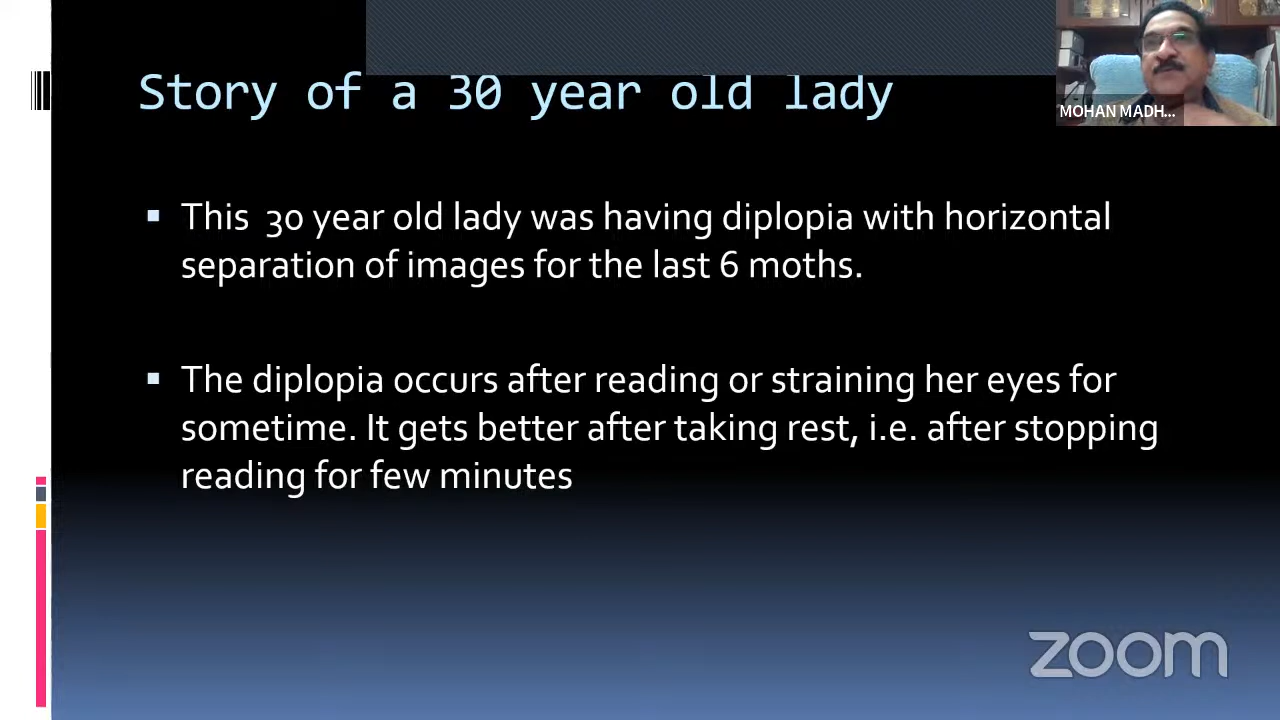 Story of a 30 year old lady
MOHAN MADH...
This 30 year old lady was having diplopia with horizontal
separation of images for the last 6 moths.
The diplopia occurs after reading or straining her eyes for
sometime. It gets better after taking rest, i.e. after stopping
reading for few minutes
zoom